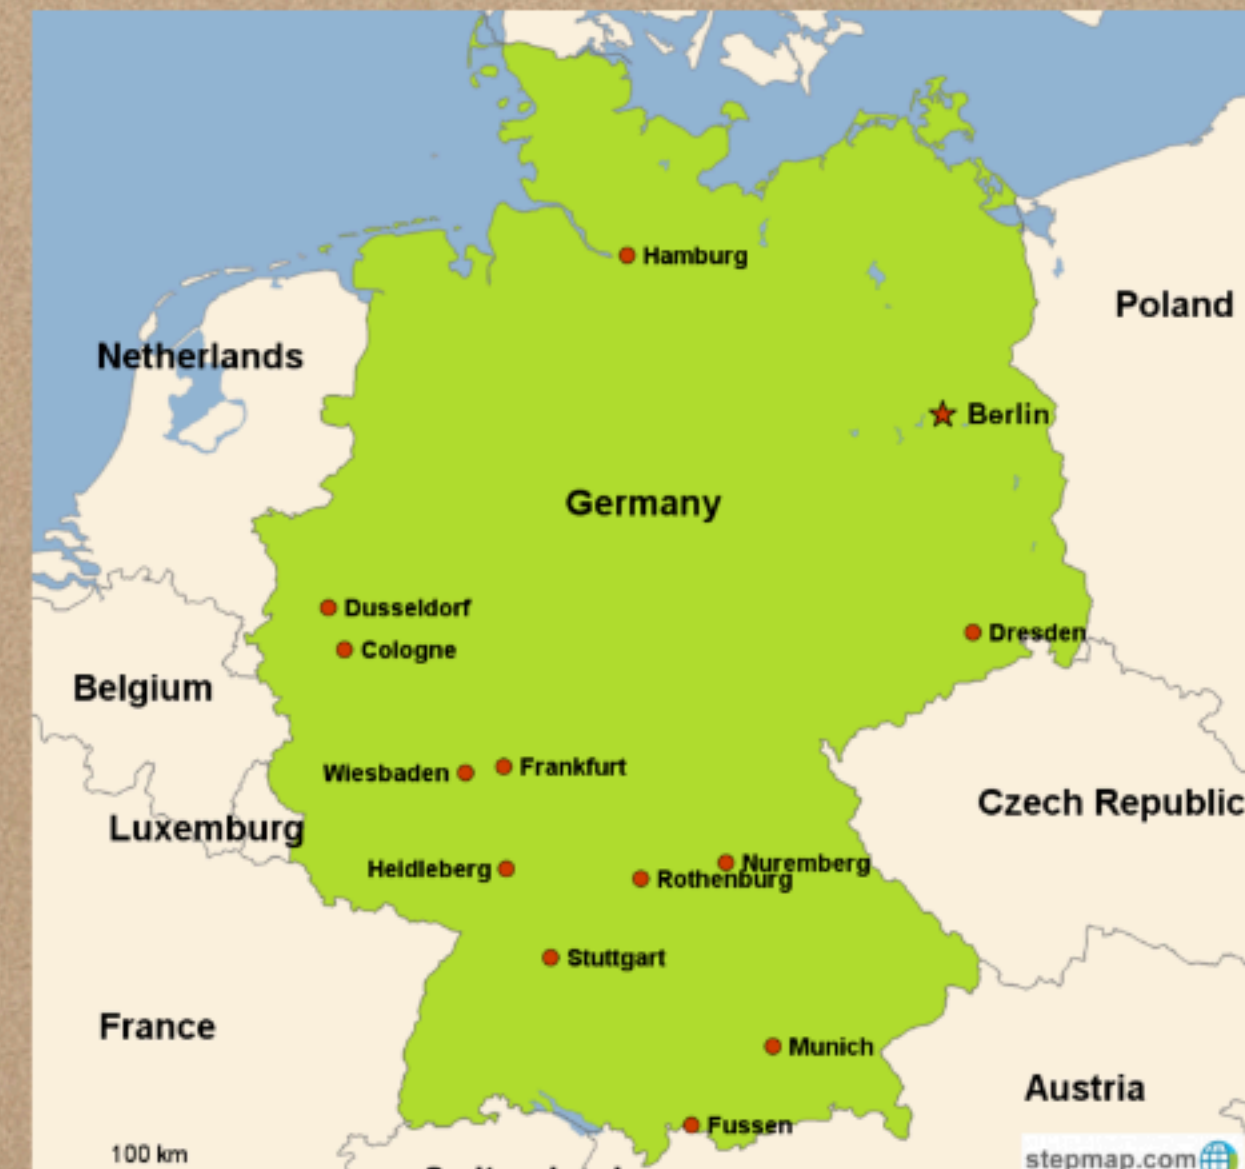 Hamburg
Poland
Netherlands
Berlin
Germany
Dusseldorf
Dresden
Cologne
Belgium
Wiesbaden
Frankfurt
Czech Republic
Luxemburg
Heidleberg
Nuremberg
Rothenburg
Stuttgart
France
Munich
Austria
Fussen
100 km
stepmap.com